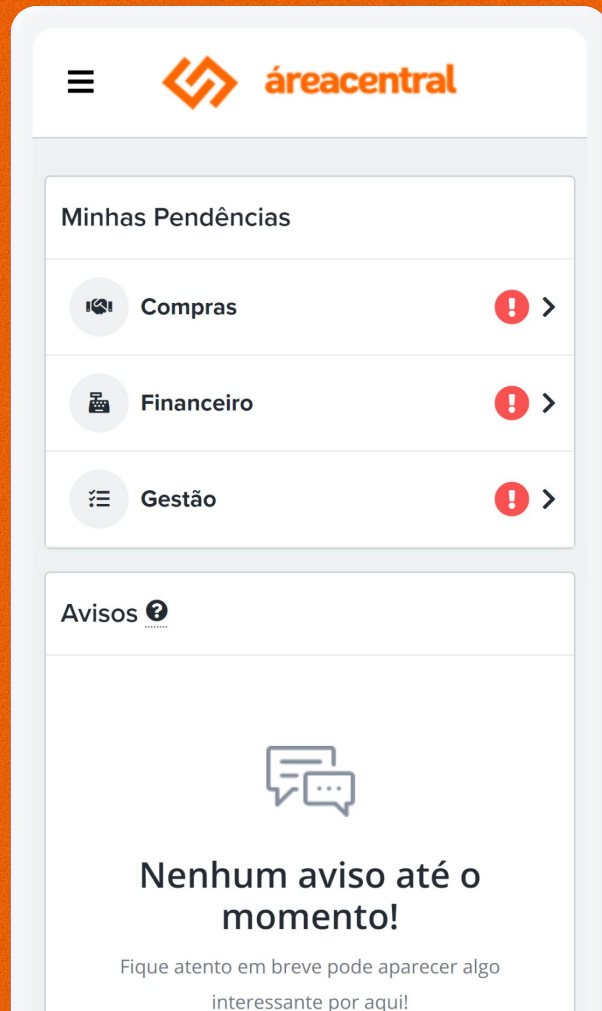 áreacentral
Minhas Pendências
Compras
Financeiro
Gestão
Avisos
Nenhum aviso até o
momento!
Fique atento em breve pode aparecer algo
interessante por aqui!